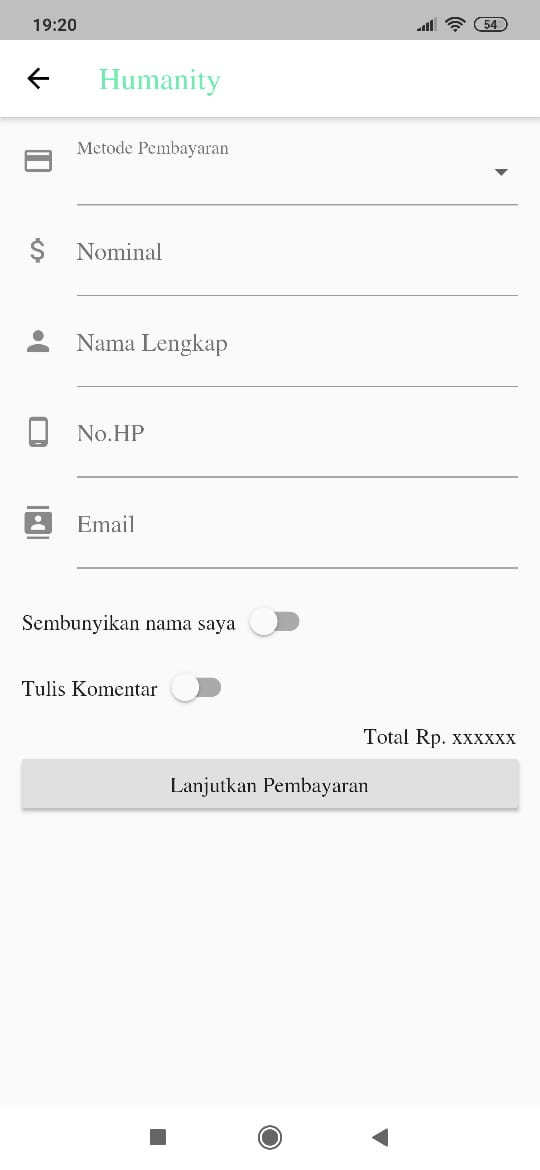 19:20
54
Humanity
Metode Pembayaran
Nominal
Nama Lengkap
No.HP
Email
Sembunyikan nama saya
Tulis Komentar
Total Rp. xxxxxx
Lanjutkan Pembayaran